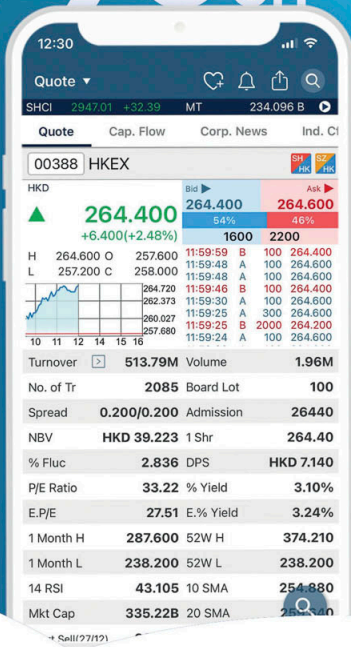 12:30
Quote ▼
SHCI 2947.01 +32.39 MT 234.096 B
Quote Cap. Flow Corp. News Ind. Cf
00388 HKEX SH HK SZ HK
HKD Bid Ask
264.400 264.400 264.600
54% 46%
+6.400(+2.48%) 1600 2200
H 264.600 O 257.600 11:59:59 B 100 264.400
L 257.200 C 258.000 11:59:48 A 100 264.600
11:59:48 A 100 264.600
264.720 11:59:46 B 100 264.400
262.373 11:59:30 A 100 264.600
260.027 11:59:25 A 300 264.600
257.680 11:59:25 B 2000 264.200
10 11 12 14 15 16 11:59:24 A 100 264.600
Turnover 513.79M Volume 1.96M
No. of Tr 2085 Board Lot 100
Spread 0.200/0.200 Admission 26440
NBV HKD 39.223 1 Shr 264.40
% Fluc 2.836 DPS HKD 7.140
P/E Ratio 33.22 % Yield 3.10%
E.P/E 27.51 E.% Yield 3.24%
1 Month H 287.600 52W H 374.210
1 Month L 238.200 52W L 238.200
14 RSI 43.105 10 SMA 254.880
Mkt Cap 335.22B 20 SMA
Sell(27/12)